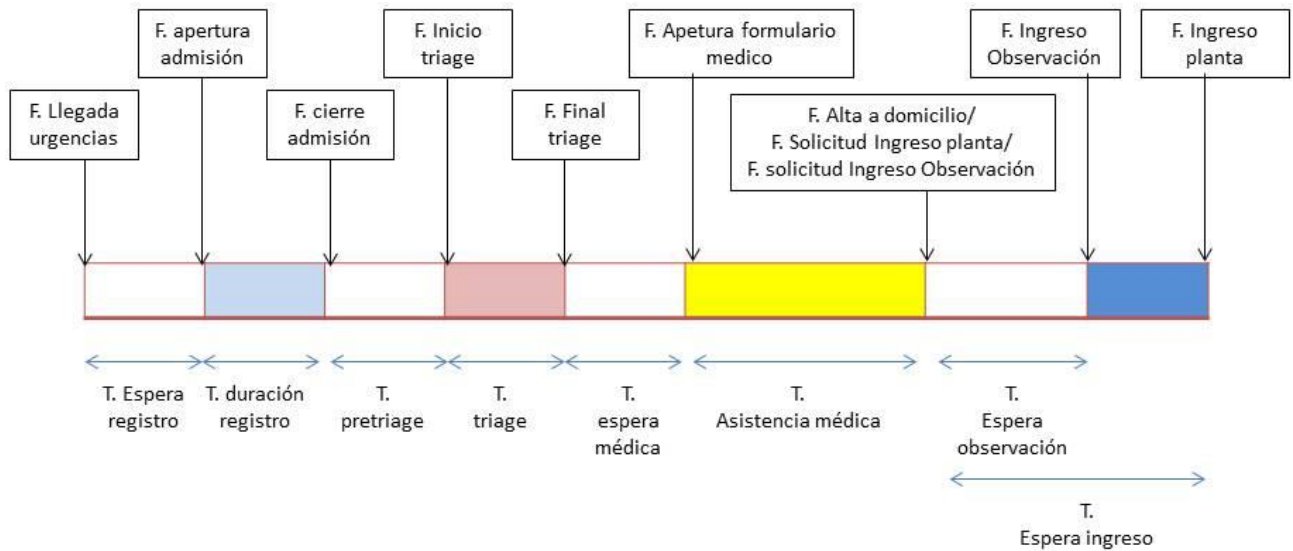 F. Llegada
urgencias
F. apertura
admisión
F. cierre
admisión
F. Inicio
triage
F. Final
triage
F. Apetura formulario
medico
F. Alta a domicilio/
F. Solicitud Ingreso planta/
F. solicitud Ingreso Observación
F. Ingreso
Observación
F. Ingreso
planta
T. Espera
registro
T. duración
registro
T.
pretriage
T.
triage
T.
espera
médica
T.
Asistencia médica
T.
Espera
observación
T.
Espera ingreso